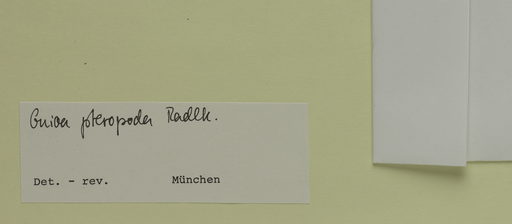 Guioa pteropoda Radlk.
Det. - rev. München